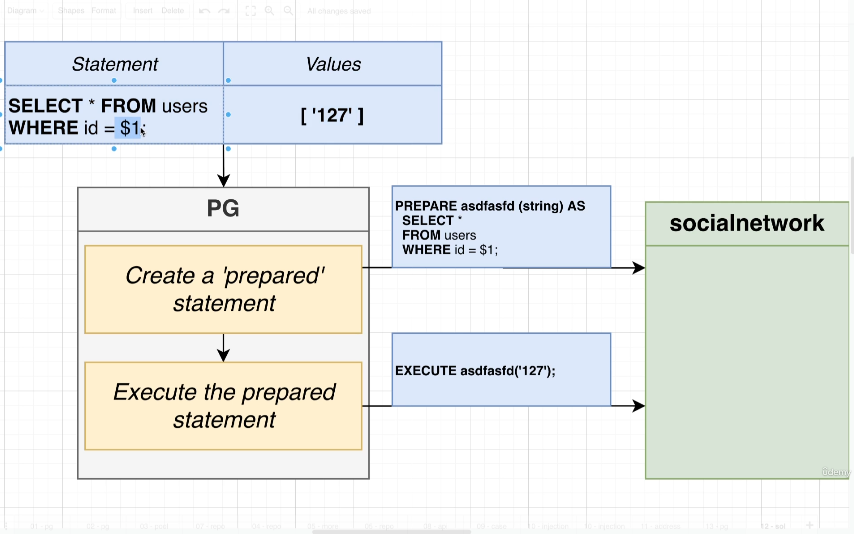 Diagram Shapes Format Insert Delete All changes saved
Statement Values
SELECT * FROM users
WHERE id = $1;
[ '127' ]
PG
Create a 'prepared'
statement
Execute the prepared
statement
PREPARE asdfasfd (string) AS
SELECT *
FROM users
WHERE id = $1;
EXECUTE asdfasfd('127');
socialnetwork
Udemy